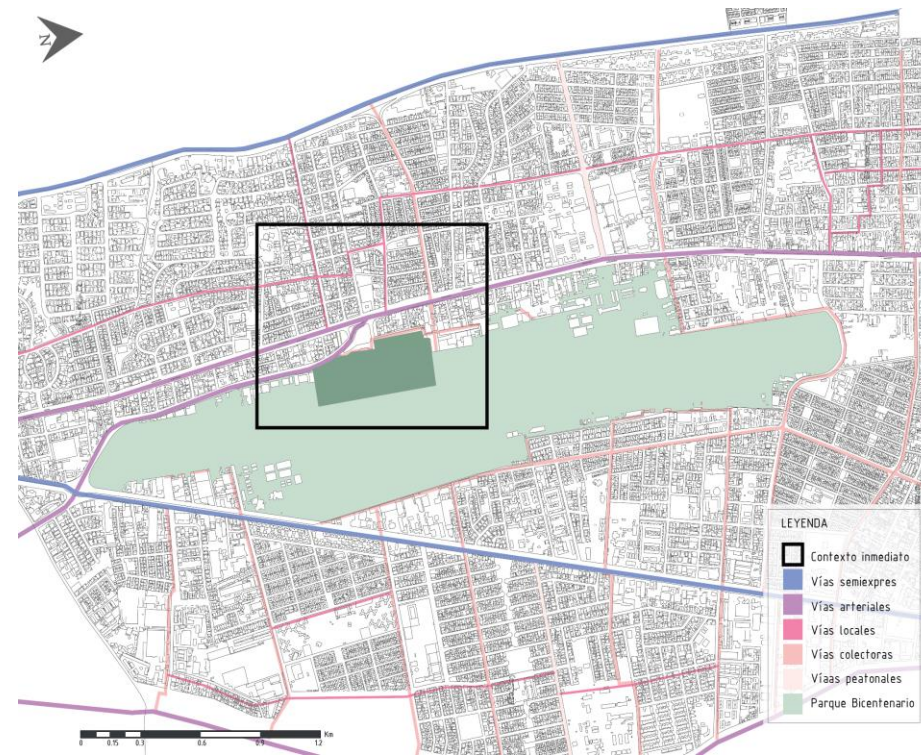 N
LEYENDA
Contexto inmediato
Vías semiexpres
Vías arteriales
Vías locales
Vías colectoras
Víaas peatonales
Parque Bicentenario
Km
0 0.15 0.3 0.6 0.9 1.2